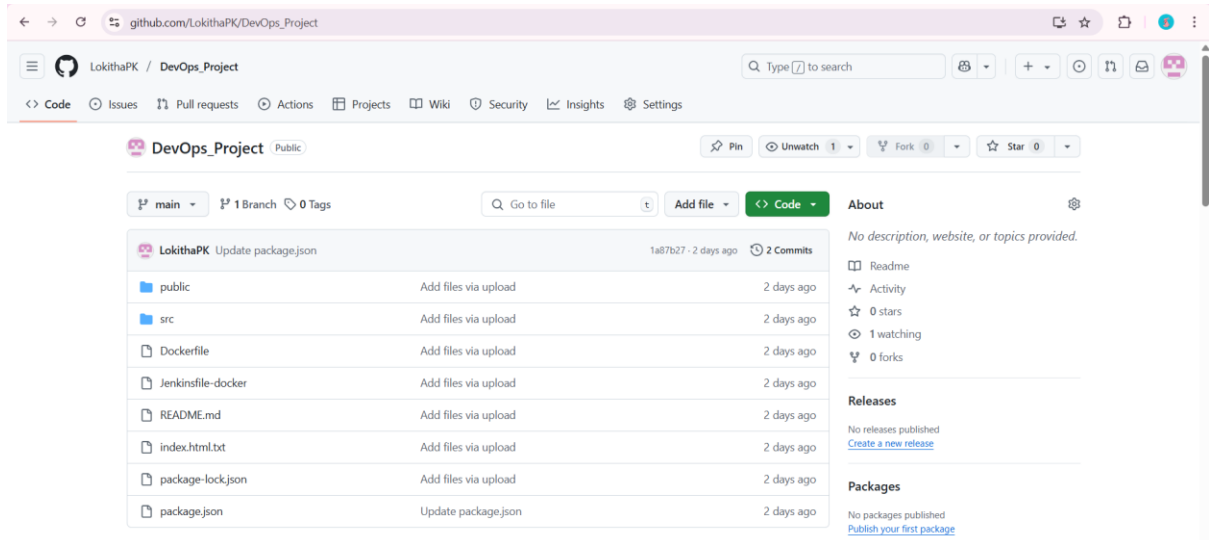 github.com/LokithaPK/DevOps_Project
LokithaPK / DevOps_Project
Type / to search
Code Issues Pull requests Actions Projects Wiki Security Insights Settings
DevOps_Project Public
Pin Unwatch 1 Fork 0 Star 0
main 1 Branch 0 Tags
Go to file t Add file Code
About
No description, website, or topics provided.
LokithaPK Update package.json 1a87b27 · 2 days ago 2 Commits
public Add files via upload 2 days ago
src Add files via upload 2 days ago
Dockerfile Add files via upload 2 days ago
Jenkinsfile-docker Add files via upload 2 days ago
README.md Add files via upload 2 days ago
index.html.txt Add files via upload 2 days ago
package-lock.json Add files via upload 2 days ago
package.json Update package.json 2 days ago
Readme
Activity
0 stars
1 watching
0 forks
Releases
No releases published
Create a new release
Packages
No packages published
Publish your first package